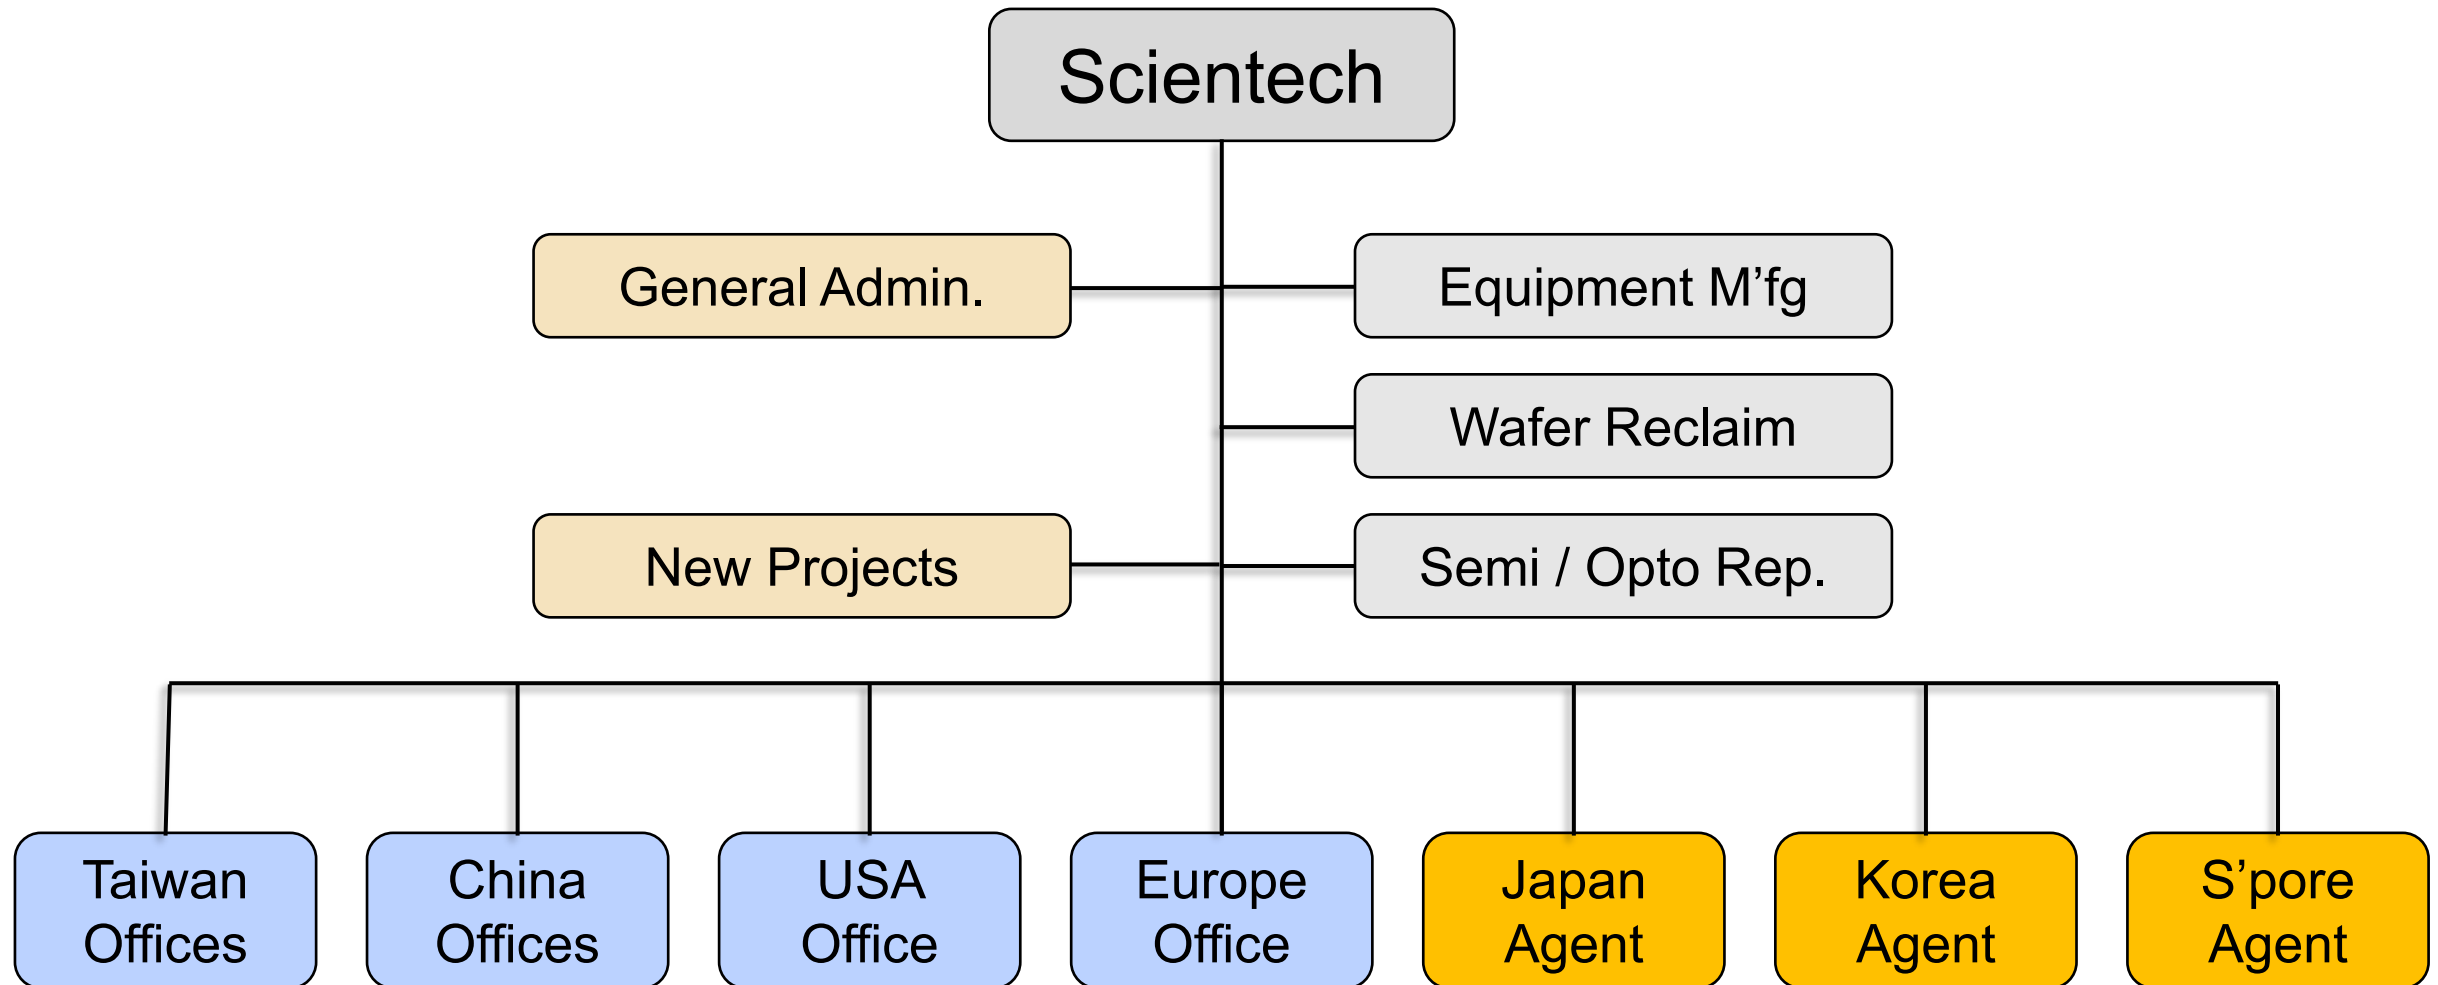 Scientech
General Admin.
Equipment M’fg
Wafer Reclaim
New Projects
Semi / Opto Rep.
Taiwan
Offices
China
Offices
USA
Office
Europe
Office
Japan
Agent
Korea
Agent
S’pore
Agent